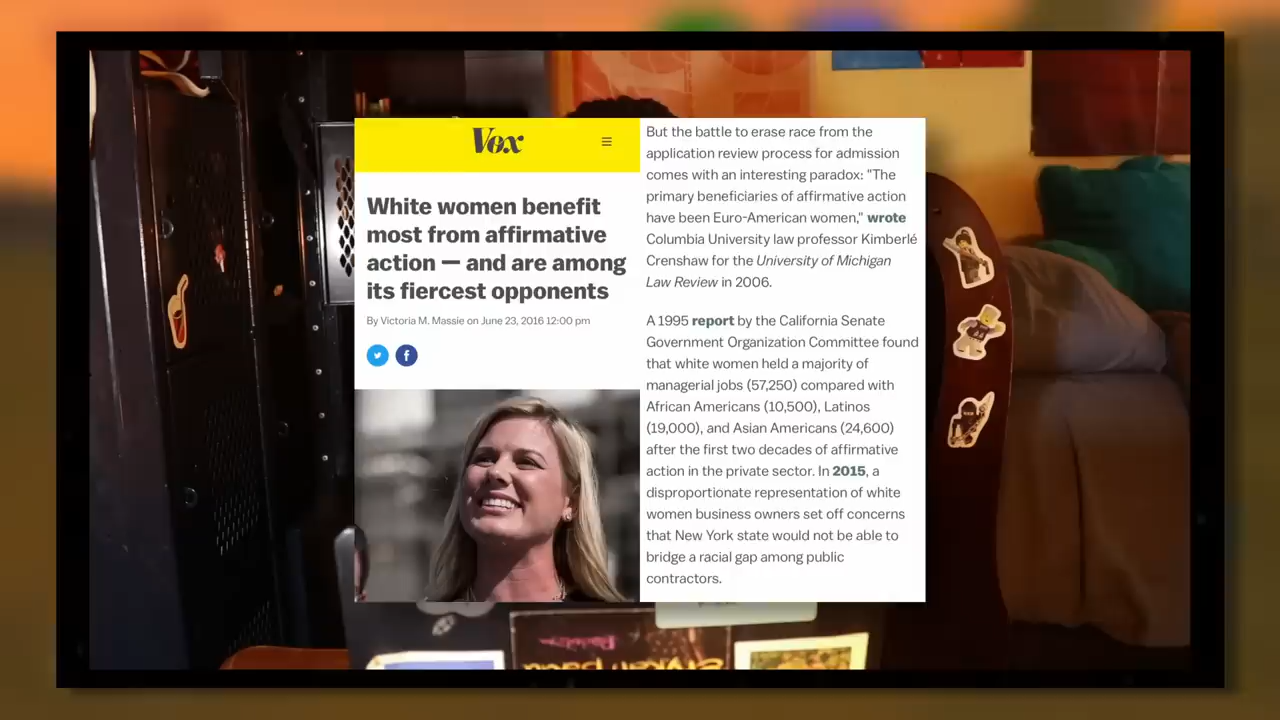 Vox
White women benefit
most from affirmative
action — and are among
its fiercest opponents
By Victoria M. Massie on June 23, 2016 12:00 pm
But the battle to erase race from the
application review process for admission
comes with an interesting paradox: "The
primary beneficiaries of affirmative action
have been Euro-American women," wrote
Columbia University law professor Kimberlé
Crenshaw for the University of Michigan
Law Review in 2006.
A 1995 report by the California Senate
Government Organization Committee found
that white women held a majority of
managerial jobs (57,250) compared with
African Americans (10,500), Latinos
(19,000), and Asian Americans (24,600)
after the first two decades of affirmative
action in the private sector. In 2015, a
disproportionate representation of white
women business owners set off concerns
that New York state would not be able to
bridge a racial gap among public
contractors.